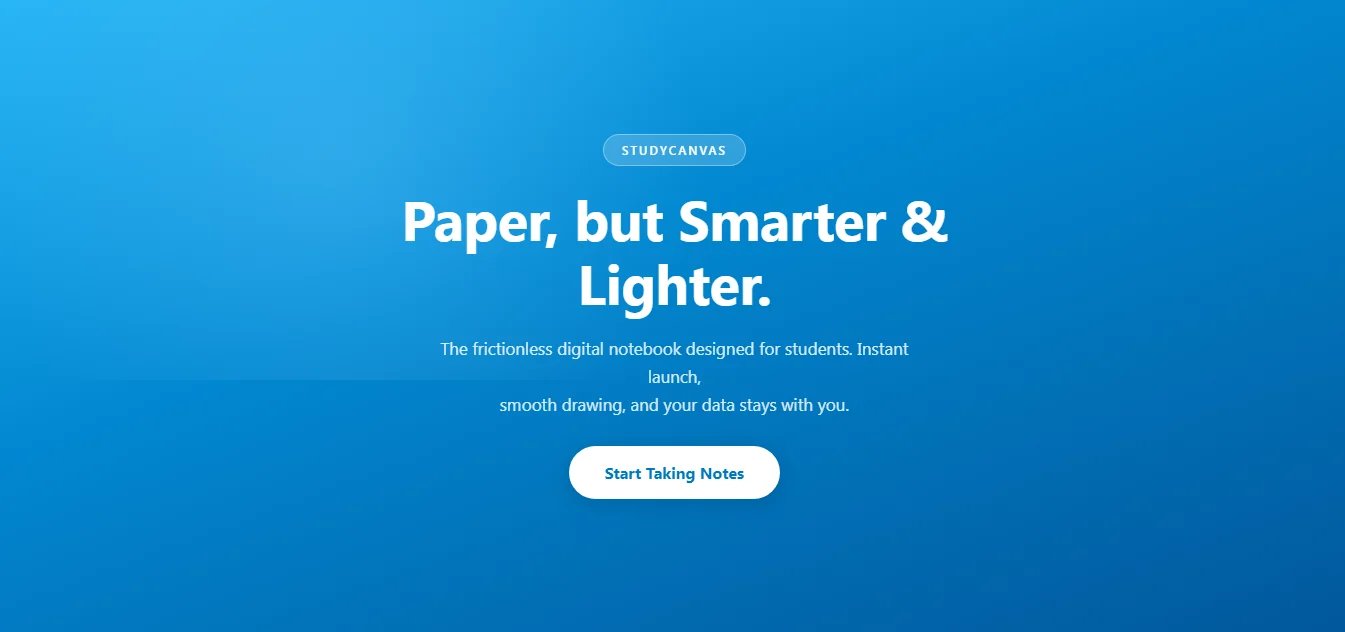 STUDYCANVAS
Paper, but Smarter &
Lighter.
The frictionless digital notebook designed for students. Instant
launch,
smooth drawing, and your data stays with you.
Start Taking Notes